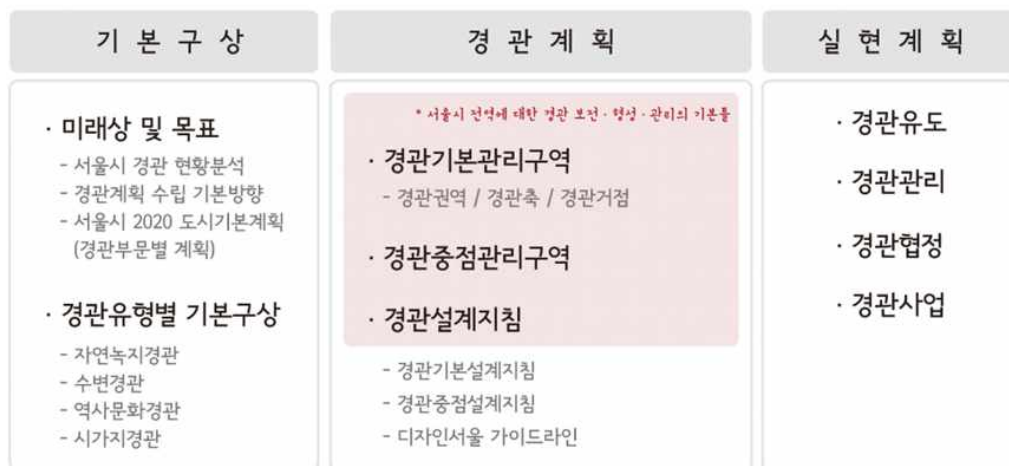 기 본 구 상
· 미래상 및 목표
- 서울시 경관 현황분석
- 경관계획 수립 기본방향
- 서울시 2020 도시기본계획
(경관부문별 계획)
· 경관유형별 기본구상
- 자연녹지경관
- 수변경관
- 역사문화경관
- 시가지경관
경 관 계 획
* 서울시 전역에 대한 경관 보전 · 형성 · 관리의 기본틀
· 경관기본관리구역
- 경관권역 / 경관축 / 경관거점
· 경관중점관리구역
· 경관설계지침
- 경관기본설계지침
- 경관중점설계지침
- 디자인서울 가이드라인
실 현 계 획
· 경관유도
· 경관관리
· 경관협정
· 경관사업